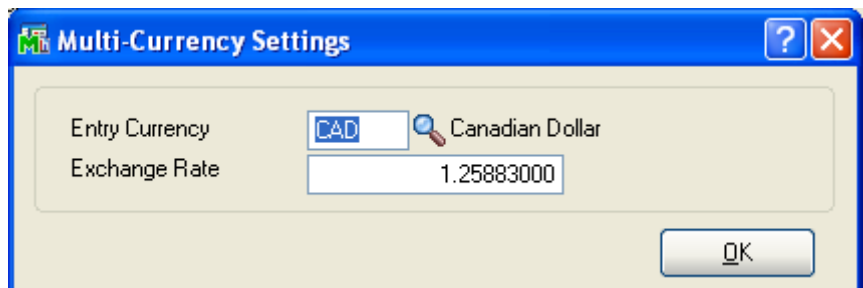 Multi-Currency Settings
Entry Currency CAD Canadian Dollar
Exchange Rate 1.25883000
OK